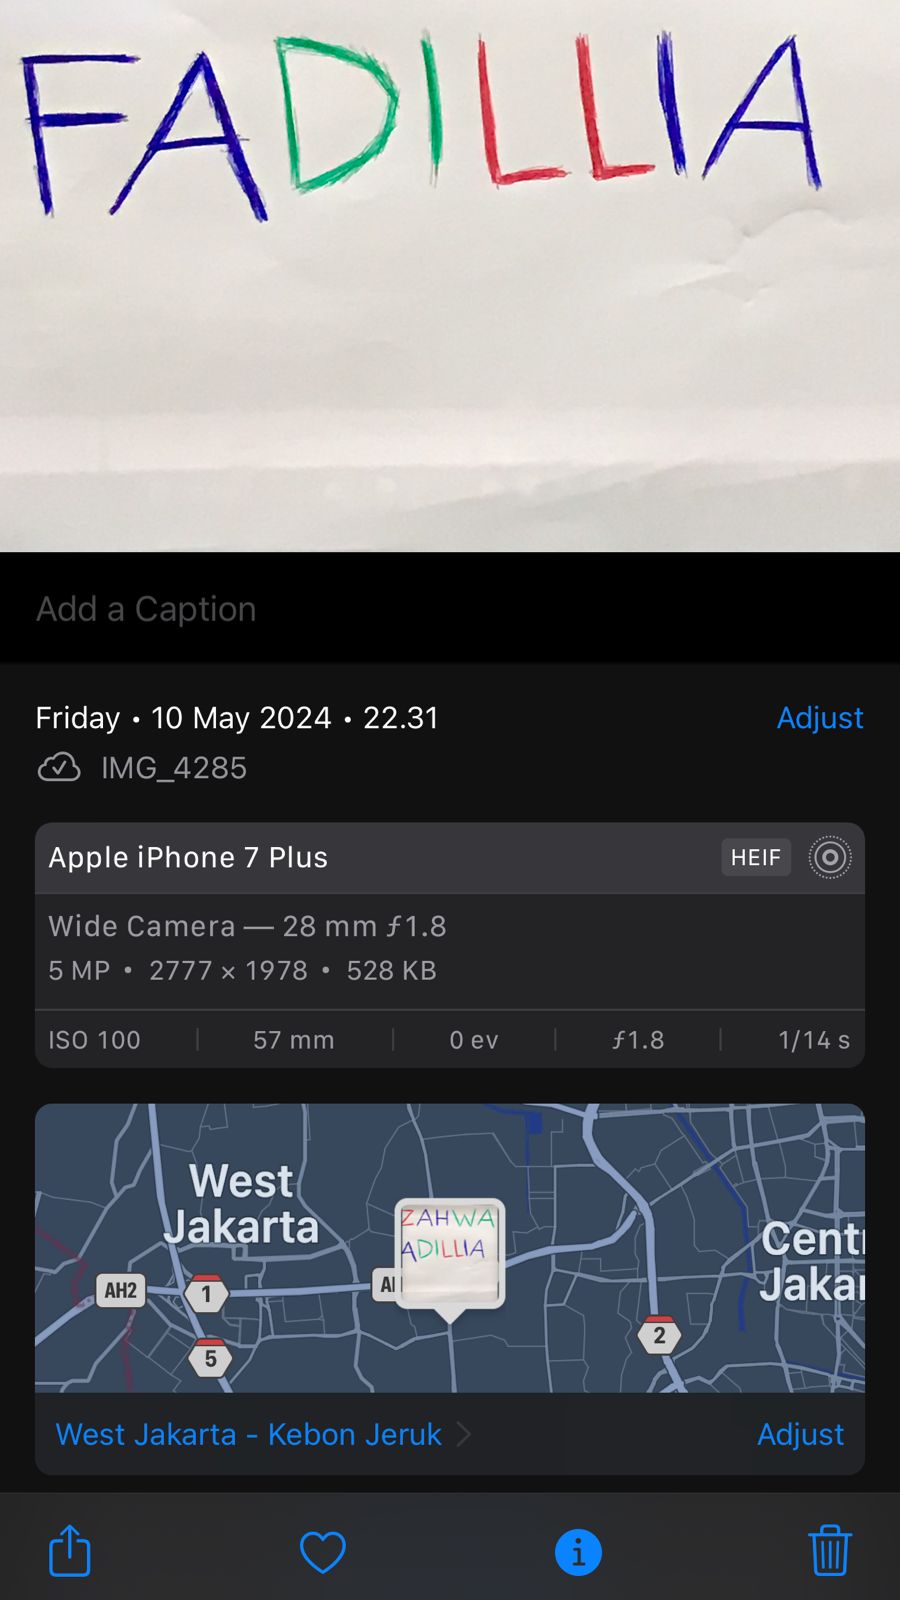 FADILLIA
Add a Caption
Friday • 10 May 2024 • 22.31
Adjust
IMG_4285
Apple iPhone 7 Plus
HEIF
Wide Camera — 28 mm ƒ1.8
5 MP • 2777 × 1978 • 528 KB
ISO 100
57 mm
0 ev
ƒ1.8
1/14 s
West
Jakarta
ZAHWA
ADILLIA
Centr
Jakar
AH2
1
2
5
West Jakarta - Kebon Jeruk
Adjust